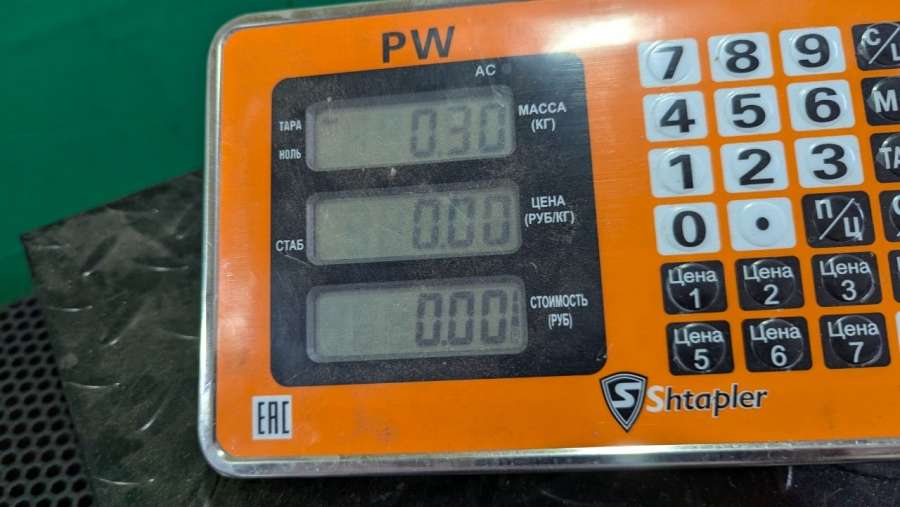 PW
AC
ТАРА
НОЛЬ
0.30
МАССА
(КГ)
СТАБ
0.00
ЦЕНА
(РУБ/КГ)
0.00
СТОИМОСТЬ
(РУБ)
EAC
Shtapler
7 8 9
4 5 6
1 2 3
0 • П/Ц
Цена 1 Цена 2 Цена 3
Цена 5 Цена 6 Цена 7